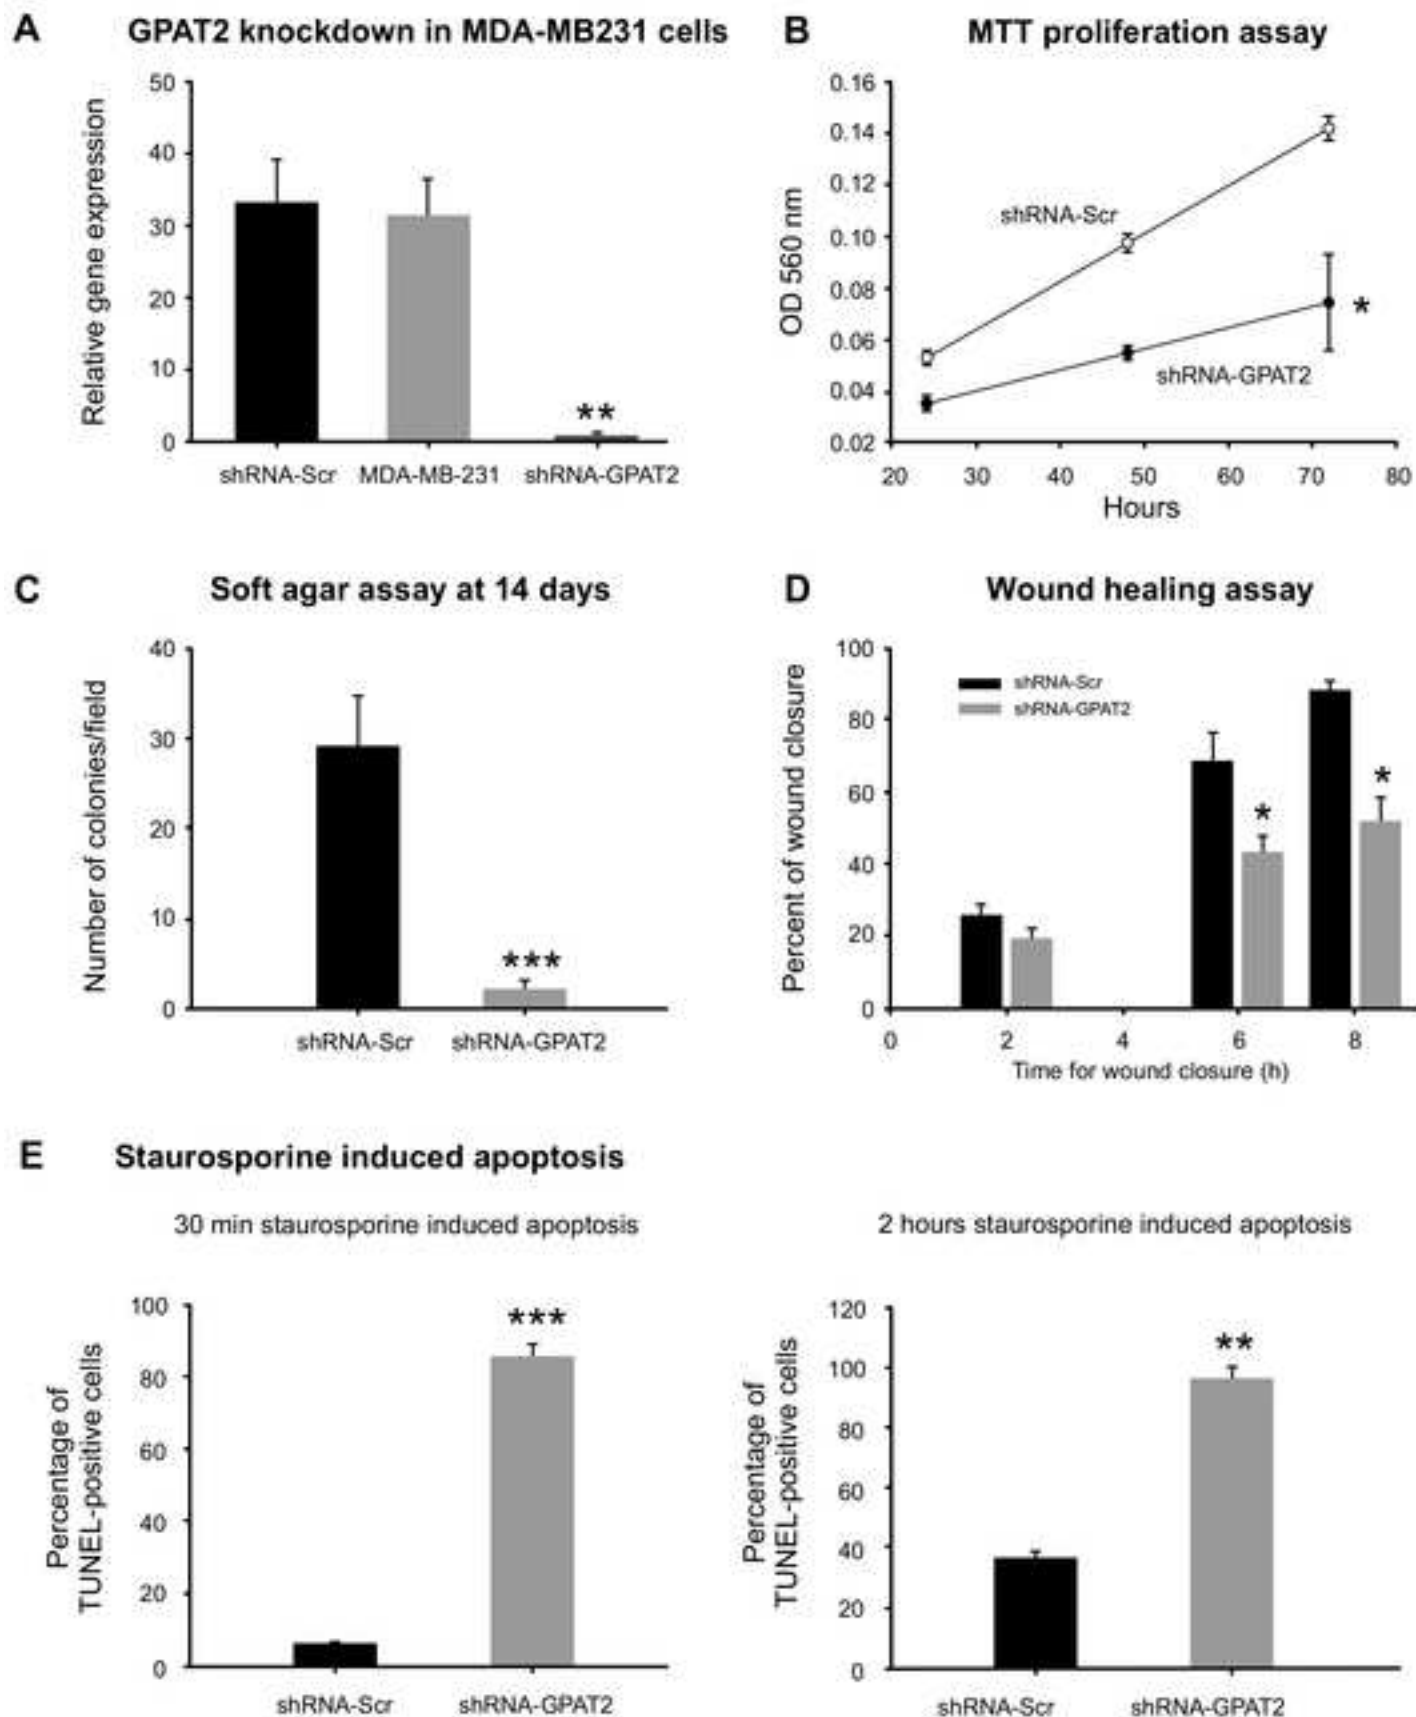 A GPAT2 knockdown in MDA-MB231 cells
Relative gene expression
50
40
30
20
10
0
**
shRNA-Scr MDA-MB-231 shRNA-GPAT2
B MTT proliferation assay
OD 560 nm
0.16
0.14
0.12
0.10
0.08
0.06
0.04
0.02
shRNA-Scr
*
shRNA-GPAT2
20 30 40 50 60 70 80
Hours
C Soft agar assay at 14 days
Number of colonies/field
40
30
20
10
0
***
shRNA-Scr shRNA-GPAT2
D Wound healing assay
Percent of wound closure
100
80
60
40
20
0
shRNA-Scr
shRNA-GPAT2
*
*
0 2 4 6 8
Time for wound closure (h)
E Staurosporine induced apoptosis
30 min staurosporine induced apoptosis
Percentage of
TUNEL-positive cells
100
80
60
40
20
0
***
shRNA-Scr shRNA-GPAT2
2 hours staurosporine induced apoptosis
Percentage of
TUNEL-positive cells
120
100
80
60
40
20
0
**
shRNA-Scr shRNA-GPAT2